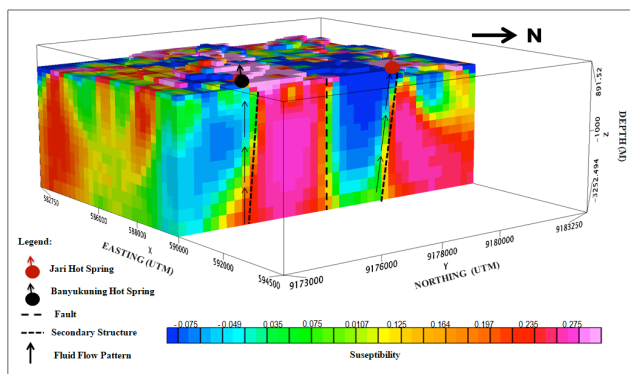 N
891.52
-1000
Z
-3252.494
DEPTH(M)
582750
586000
588000
X
590000
592000
594500
EASTING (UTM)
9173000
9176000
Y
9178000
9180000
9183250
NORTHING (UTM)
Legend:
Jari Hot Spring
Banyukuning Hot Spring
Fault
Secondary Structure
Fluid Flow Pattern
-0.075 0.049 0.035 0.075 0.0107 0.125 0.164 0.197 0.235 0.275
Suseptibility